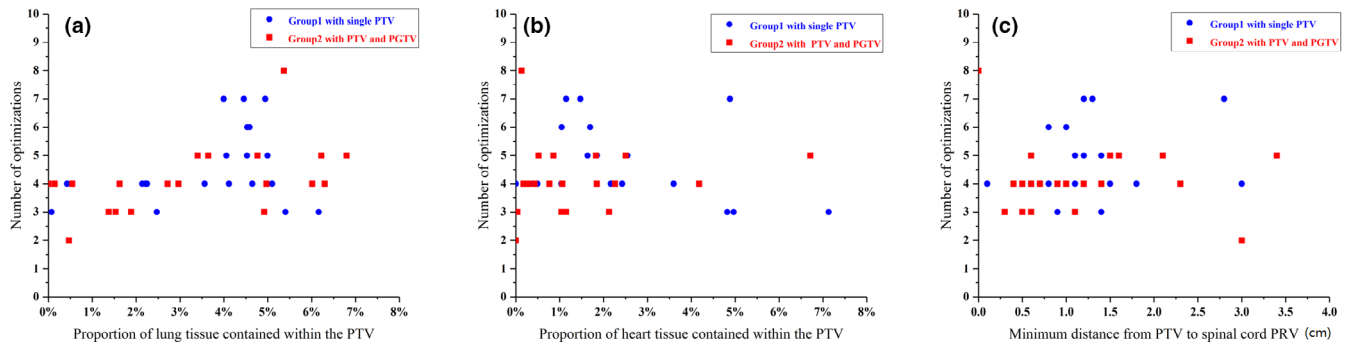 (a)
Group1 with single PTV
Group2 with PTV and PGTV
Number of optimizations
10
9
8
7
6
5
4
3
2
1
0
0% 1% 2% 3% 4% 5% 6% 7% 8%
Proportion of lung tissue contained within the PTV
(b)
Group1 with single PTV
Group2 with PTV and PGTV
Number of optimizations
10
9
8
7
6
5
4
3
2
1
0
0% 1% 2% 3% 4% 5% 6% 7% 8%
Proportion of heart tissue contained within the PTV
(c)
Group1 with single PTV
Group2 with PTV and PGTV
Number of optimizations
10
9
8
7
6
5
4
3
2
1
0
0.0 0.5 1.0 1.5 2.0 2.5 3.0 3.5 4.0
Minimum distance from PTV to spinal cord PRV (cm)